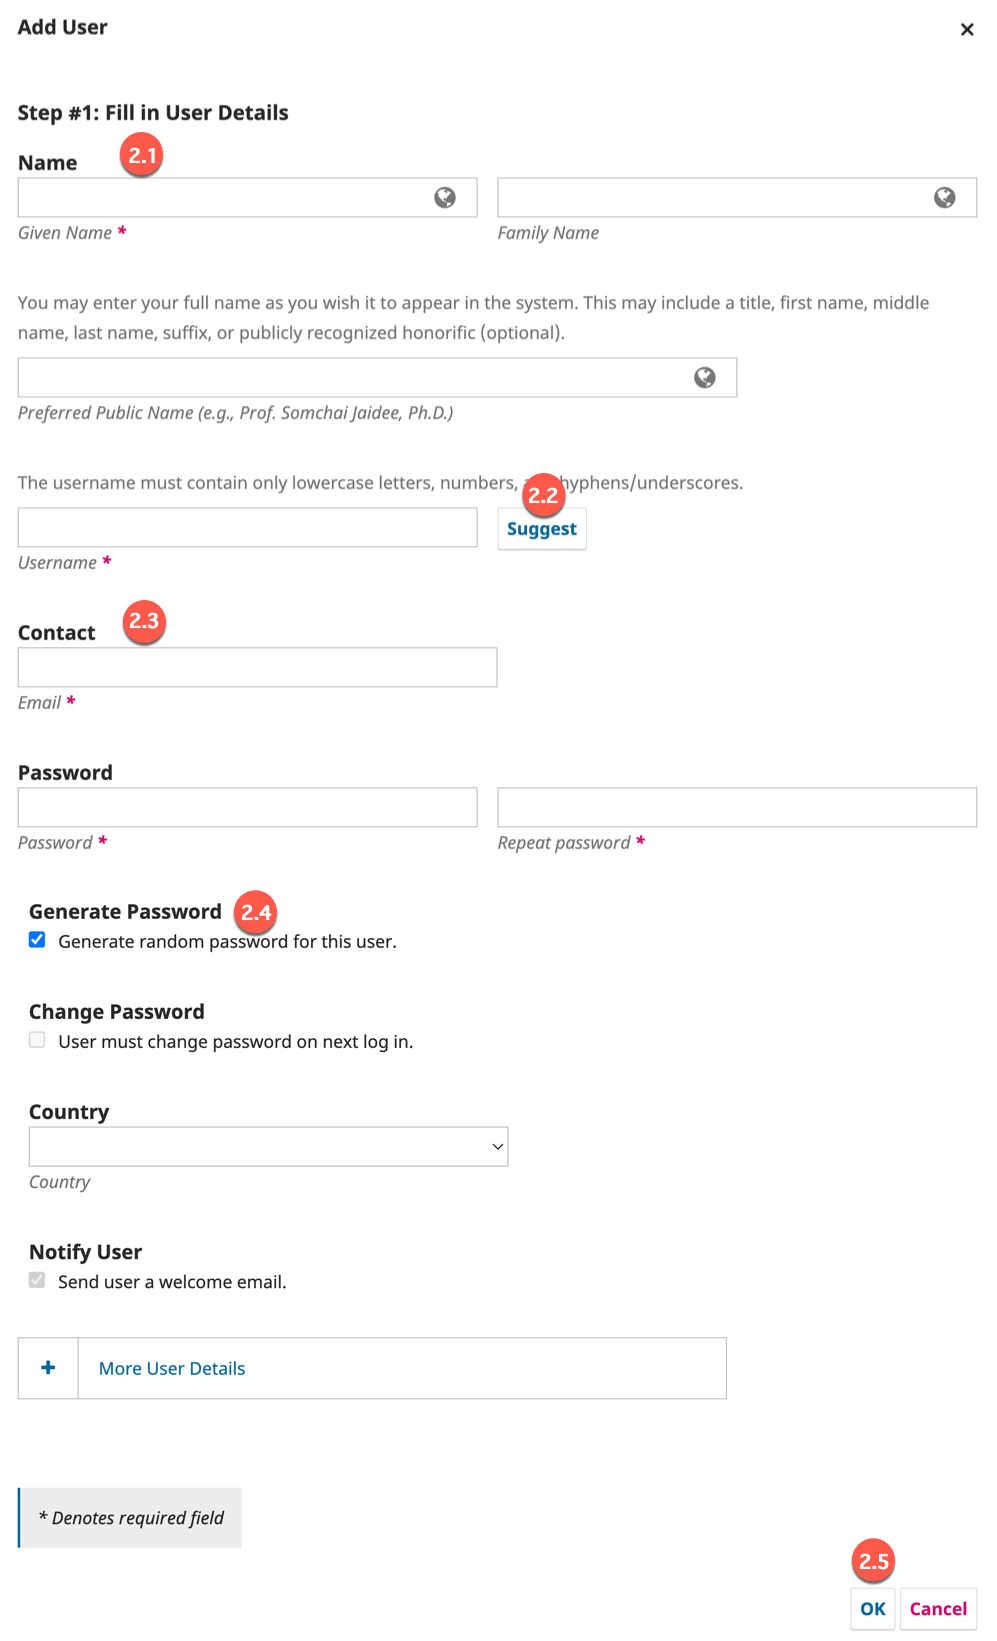 Add User
Step #1: Fill in User Details
Name 2.1
Given Name * Family Name
You may enter your full name as you wish it to appear in the system. This may include a title, first name, middle
name, last name, suffix, or publicly recognized honorific (optional).
Preferred Public Name (e.g., Prof. Somchai Jaidee, Ph.D.)
The username must contain only lowercase letters, numbers, hyphens/underscores.
2.2
Suggest
Username *
Contact 2.3
Email *
Password
Password * Repeat password *
Generate Password 2.4
Generate random password for this user.
Change Password
User must change password on next log in.
Country
Country
Notify User
Send user a welcome email.
+ More User Details
* Denotes required field
2.5
OK Cancel